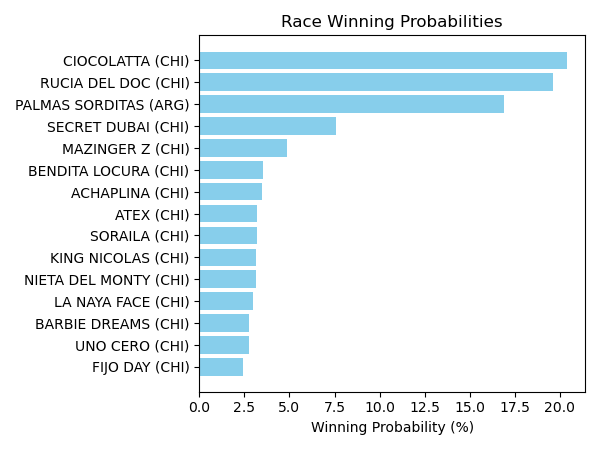 Race Winning Probabilities
CIOCOLATTA (CHI)
RUCIA DEL DOC (CHI)
PALMAS SORDITAS (ARG)
SECRET DUBAI (CHI)
MAZINGER Z (CHI)
BENDITA LOCURA (CHI)
ACHAPLINA (CHI)
ATEX (CHI)
SORAILA (CHI)
KING NICOLAS (CHI)
NIETA DEL MONTY (CHI)
LA NAYA FACE (CHI)
BARBIE DREAMS (CHI)
UNO CERO (CHI)
FIJO DAY (CHI)
0.0 2.5 5.0 7.5 10.0 12.5 15.0 17.5 20.0
Winning Probability (%)